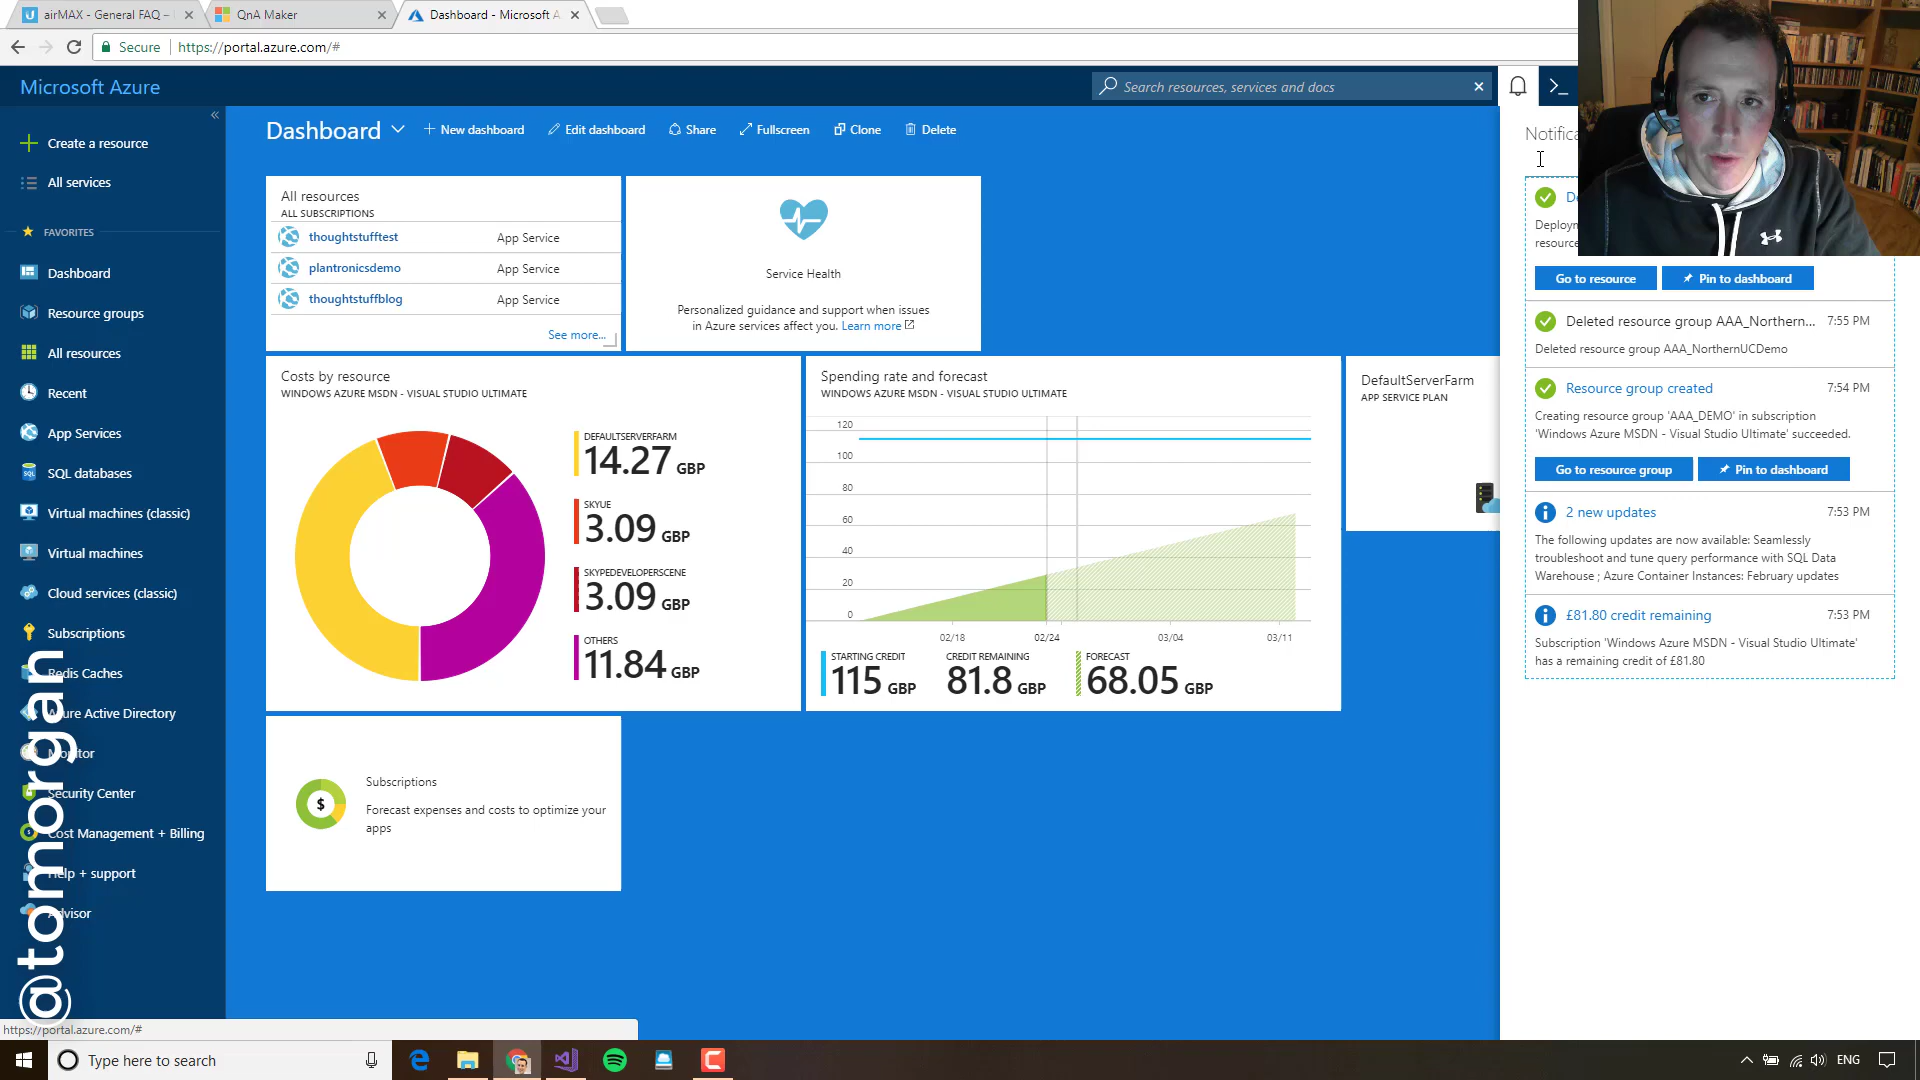 airMAX - General FAQ –
QnA Maker
Dashboard - Microsoft A
Secure
https://portal.azure.com/#
Microsoft Azure
Search resources, services and docs
Create a resource
All services
FAVORITES
Dashboard
Resource groups
All resources
Recent
App Services
SQL databases
Virtual machines (classic)
Virtual machines
Cloud services (classic)
Subscriptions
Redis Caches
Azure Active Directory
Monitor
Security Center
Cost Management + Billing
Help + support
Advisor
@tomorgan
https://portal.azure.com/#
Dashboard
New dashboard
Edit dashboard
Share
Fullscreen
Clone
Delete
All resources
ALL SUBSCRIPTIONS
thoughtstufftest App Service
plantronicsdemo App Service
thoughtstuffblog App Service
See more...
Service Health
Personalized guidance and support when issues
in Azure services affect you. Learn more
Costs by resource
WINDOWS AZURE MSDN - VISUAL STUDIO ULTIMATE
DEFAULTSERVERFARM
14.27 GBP
SKYUE
3.09 GBP
SKYPEDEVELOPERSCENE
3.09 GBP
OTHERS
11.84 GBP
Spending rate and forecast
WINDOWS AZURE MSDN - VISUAL STUDIO ULTIMATE
120
100
80
60
40
20
0
02/18 02/24 03/04 03/11
STARTING CREDIT
115 GBP
CREDIT REMAINING
81.8 GBP
FORECAST
68.05 GBP
DefaultServerFarm
APP SERVICE PLAN
Subscriptions
Forecast expenses and costs to optimize your
apps
Notifica
De
Deploym
resource
Go to resource
Pin to dashboard
Deleted resource group AAA_Northern... 7:55 PM
Deleted resource group AAA_NorthernUCDemo
Resource group created 7:54 PM
Creating resource group 'AAA_DEMO' in subscription
'Windows Azure MSDN - Visual Studio Ultimate' succeeded.
Go to resource group
Pin to dashboard
2 new updates 7:53 PM
The following updates are now available: Seamlessly
troubleshoot and tune query performance with SQL Data
Warehouse ; Azure Container Instances: February updates
£81.80 credit remaining 7:53 PM
Subscription 'Windows Azure MSDN - Visual Studio Ultimate'
has a remaining credit of £81.80
Type here to search
ENG